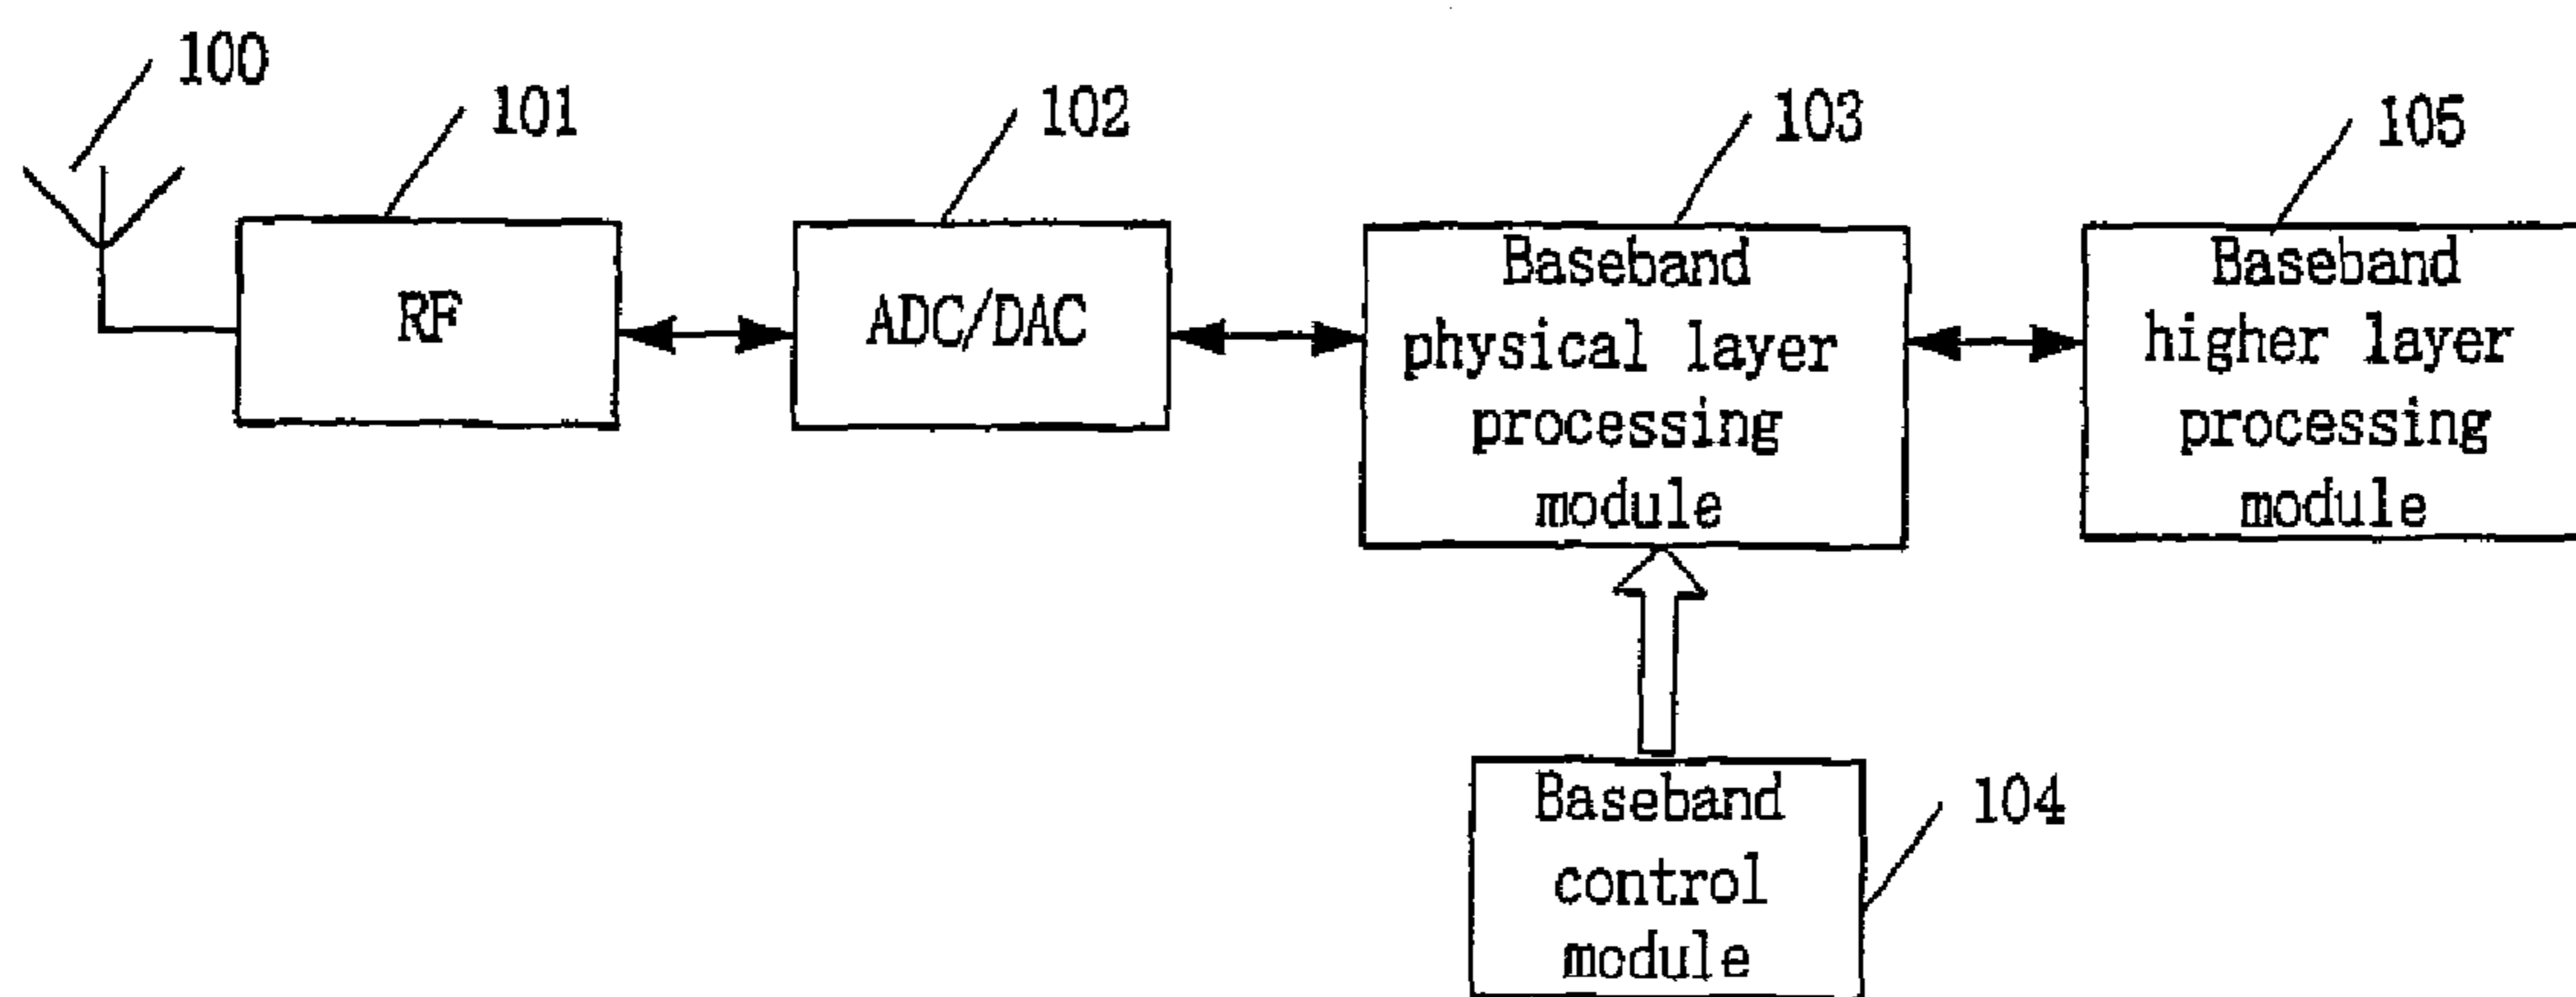 100
101
102
103
105
RF
ADC/DAC
Baseband
physical layer
processing
module
Baseband
higher layer
processing
module
Baseband
control
module
104